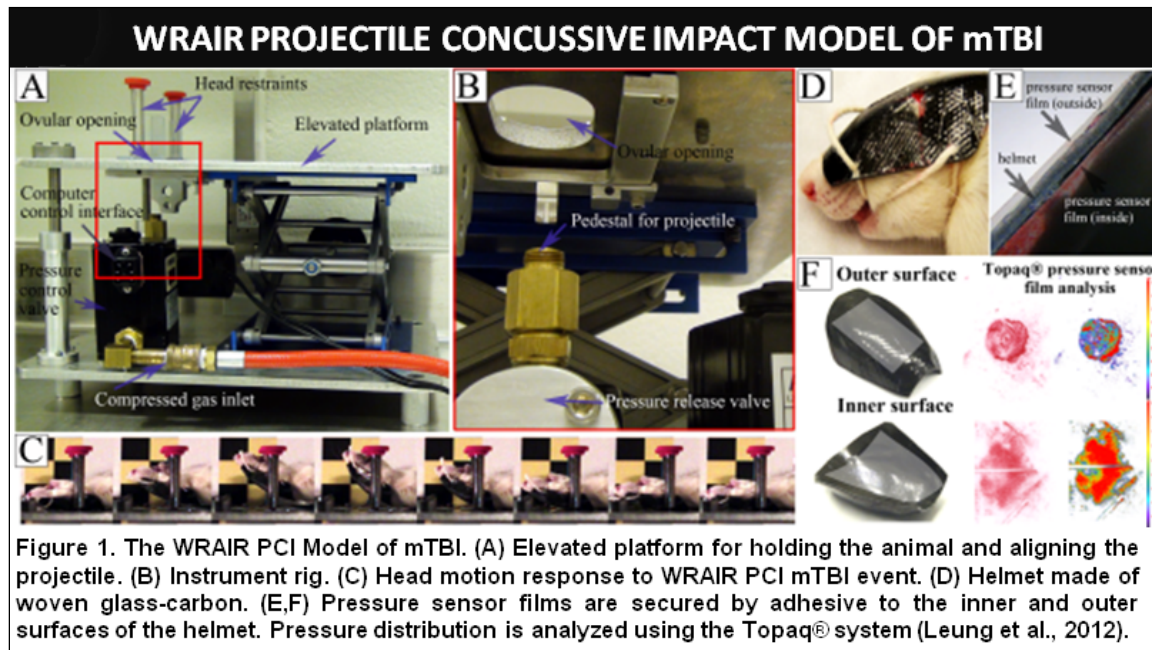 WRAIR PROJECTILE CONCUSSIVE IMPACT MODEL OF mTBI
A
Head restraints
Ovular opening
Elevated platform
Computer
control interface
Pressure
control
valve
Compressed gas inlet
B
Ovular opening
Pedestal for projectile
Pressure release valve
C
D
E
pressure sensor
film (outside)
helmet
pressure sensor
film (inside)
F
Outer surface
Topaq® pressure senso
film analysis
Inner surface
Figure 1. The WRAIR PCI Model of mTBI. (A) Elevated platform for holding the animal and aligning the
projectile. (B) Instrument rig. (C) Head motion response to WRAIR PCI mTBI event. (D) Helmet made of
woven glass-carbon. (E,F) Pressure sensor films are secured by adhesive to the inner and outer
surfaces of the helmet. Pressure distribution is analyzed using the Topaq® system (Leung et al., 2012).